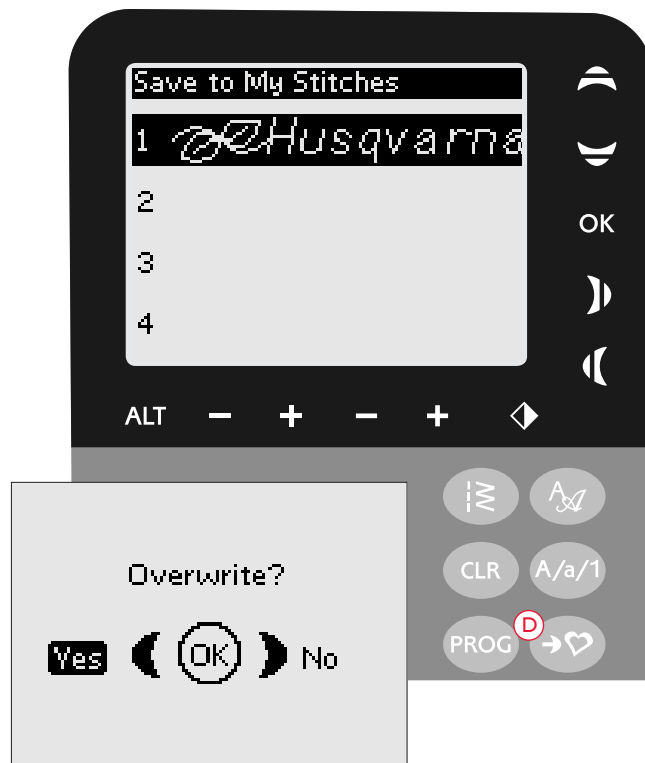 Save to My Stitches
1 Husqvarna
2
OK
3
4
ALT − + − +
A A
Overwrite?
CLR A/a/1
D
Yes OK No
PROG